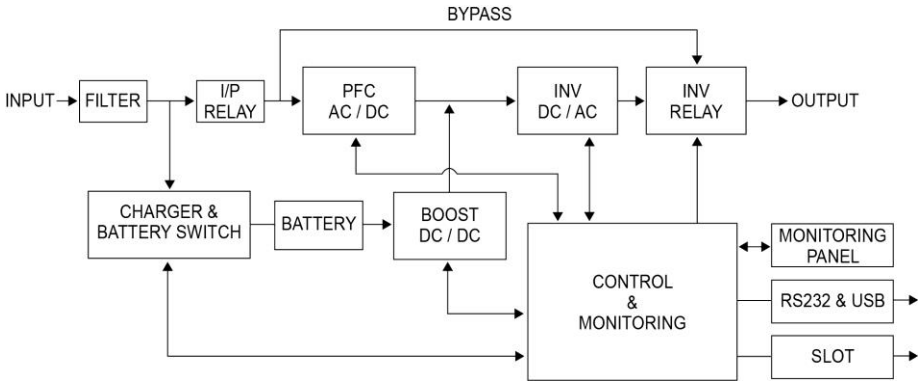 BYPASS
INPUT
FILTER
I/P
RELAY
PFC
AC / DC
INV
DC / AC
INV
RELAY
OUTPUT
CHARGER &
BATTERY SWITCH
BATTERY
BOOST
DC / DC
CONTROL
&
MONITORING
MONITORING
PANEL
RS232 & USB
SLOT